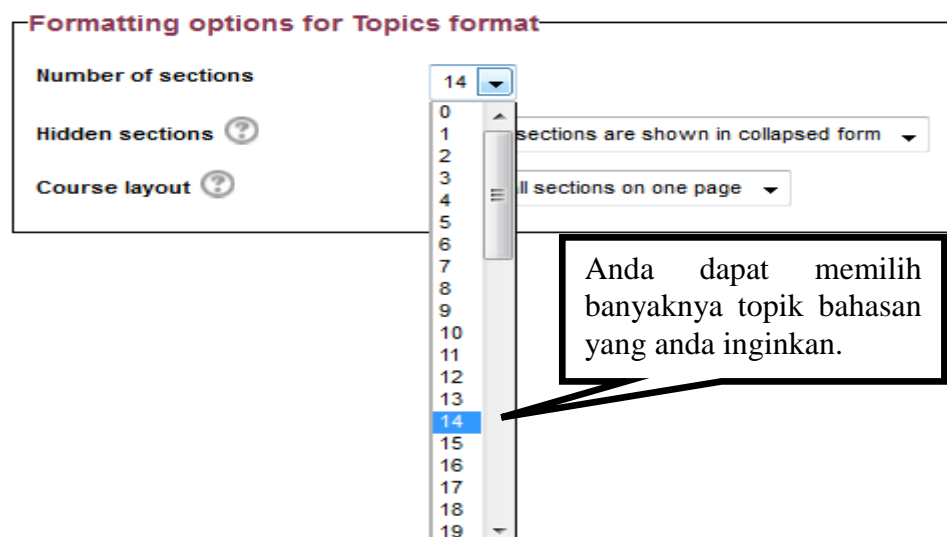 Formatting options for Topics format
Number of sections
14
Hidden sections
sections are shown in collapsed form
Course layout
ll sections on one page
0
1
2
3
4
5
6
7
8
9
10
11
12
13
14
15
16
17
18
19
Anda dapat memilih
banyaknya topik bahasan
yang anda inginkan.